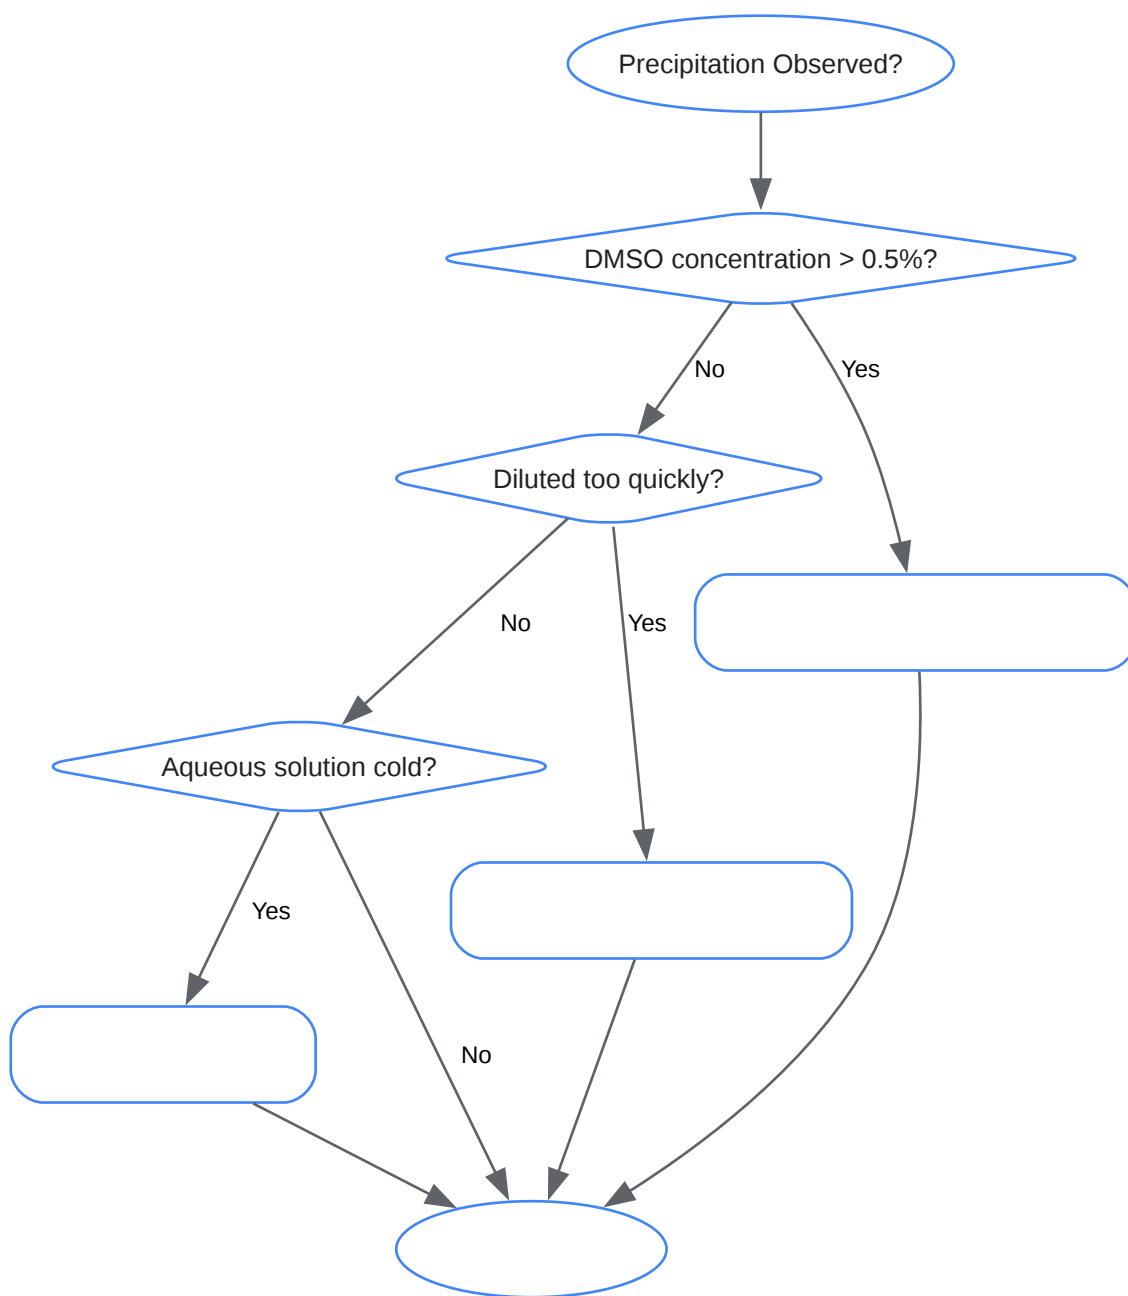 Precipitation Observed?
DMSO concentration > 0.5%?
No
Yes
Diluted too quickly?
No
Yes
Aqueous solution cold?
Yes
No